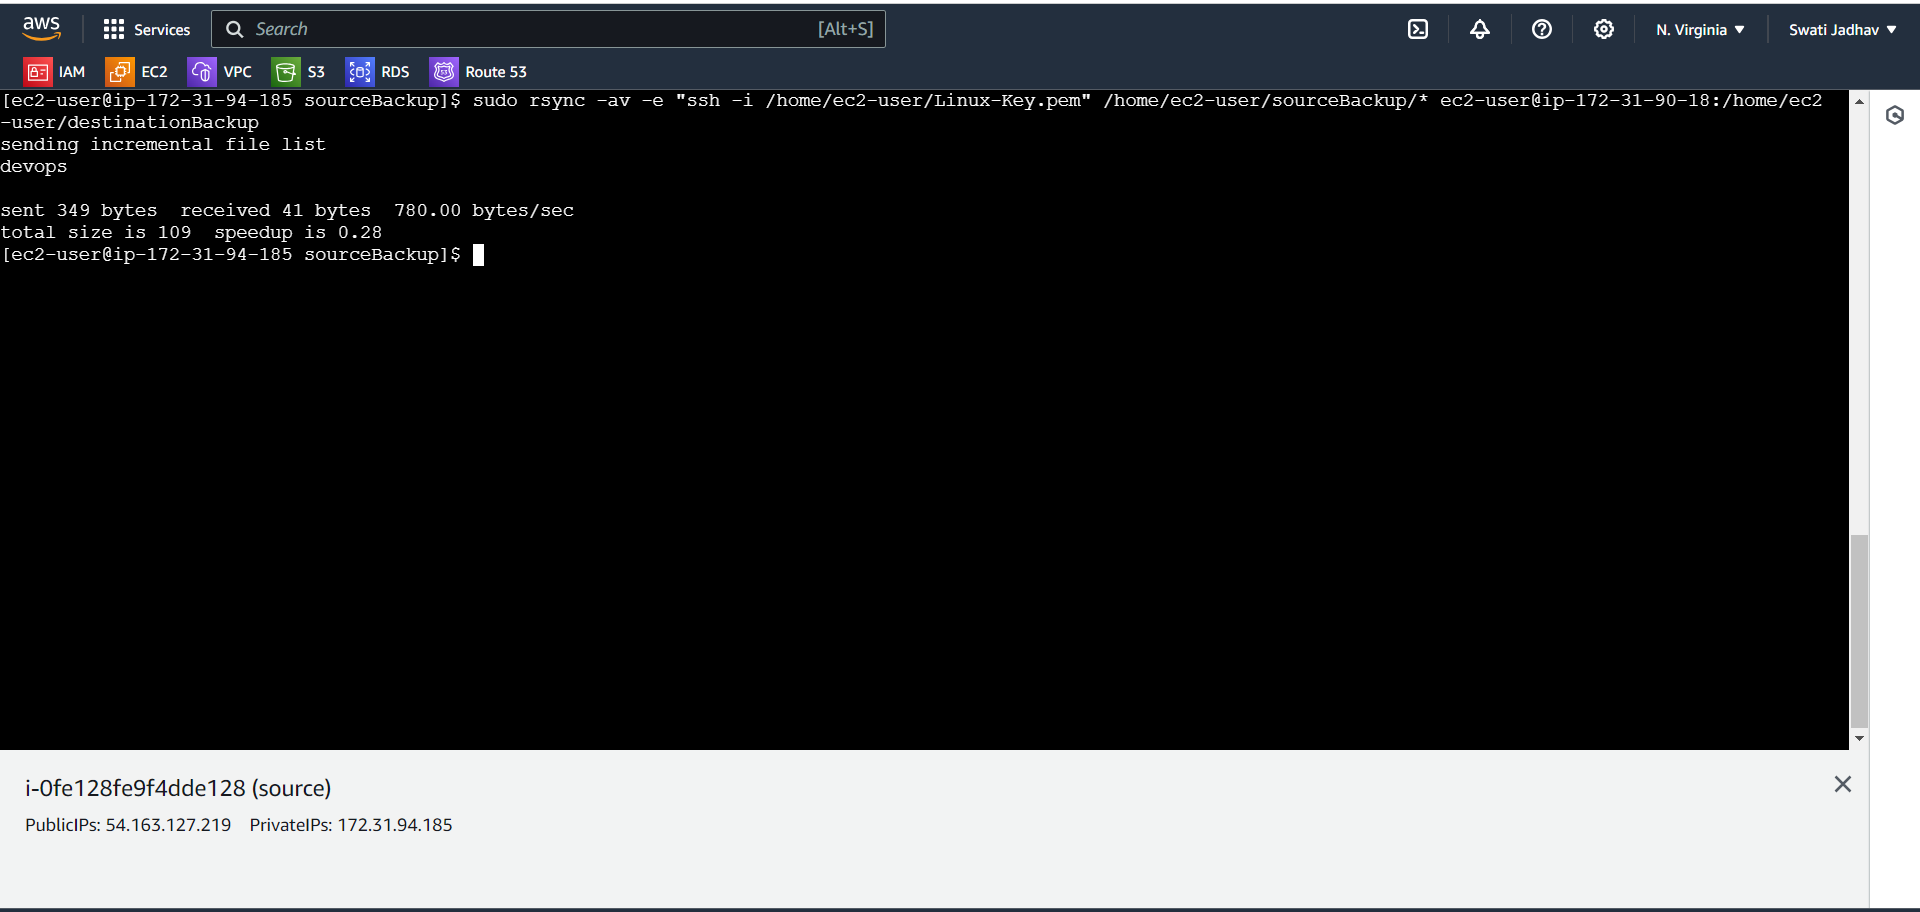 aws Services Search [Alt+S] N. Virginia Swati Jadhav
IAM EC2 VPC S3 RDS Route 53
[ec2-user@ip-172-31-94-185 sourceBackup]$ sudo rsync -av -e "ssh -i /home/ec2-user/Linux-Key.pem" /home/ec2-user/sourceBackup/* ec2-user@ip-172-31-90-18:/home/ec2
-user/destinationBackup
sending incremental file list
devops
sent 349 bytes  received 41 bytes  780.00 bytes/sec
total size is 109  speedup is 0.28
[ec2-user@ip-172-31-94-185 sourceBackup]$
i-0fe128fe9f4dde128 (source)
PublicIPs: 54.163.127.219 PrivateIPs: 172.31.94.185